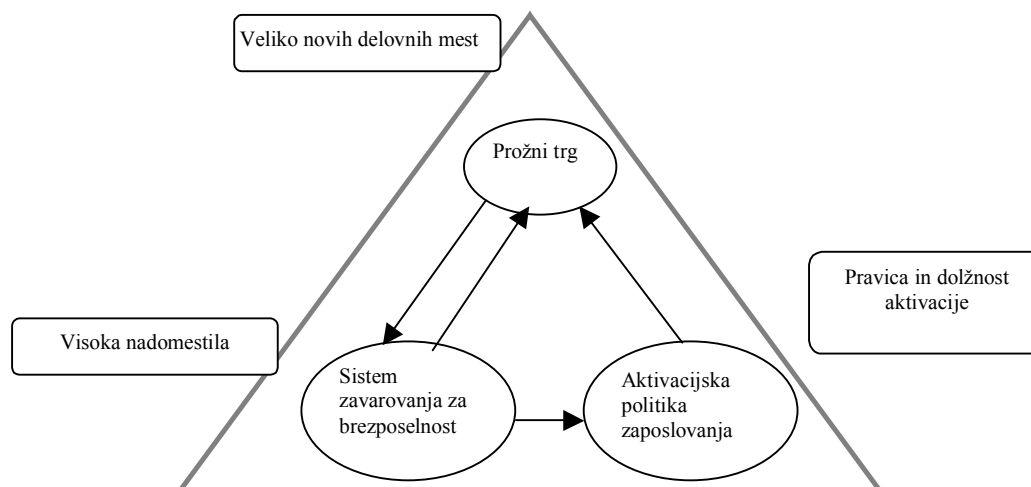 Veliko novih delovnih mest
Prožni trg
Pravica in dolžnost
aktivacije
Visoka nadomestila
Sistem
zavarovanja za
brezposelnost
Aktivacijska
politika
zaposlovanja